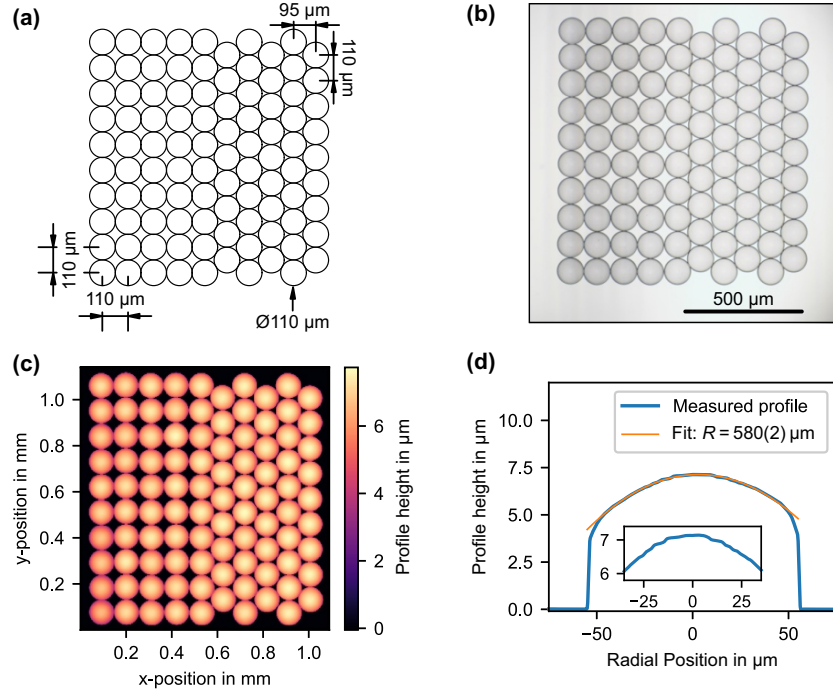 (a)
95 µm
110 µm
110 µm
110 µm
Ø110 µm
(b)
500 µm
(c)
1.0
0.8
0.6
0.4
0.2
y-position in mm
0.2 0.4 0.6 0.8 1.0
x-position in mm
6
4
2
0
Profile height in µm
(d)
Measured profile
Fit: R = 580(2) µm
10.0
7.5
5.0
2.5
0.0
Profile height in µm
7
6
−25 0 25
−50 0 50
Radial Position in µm